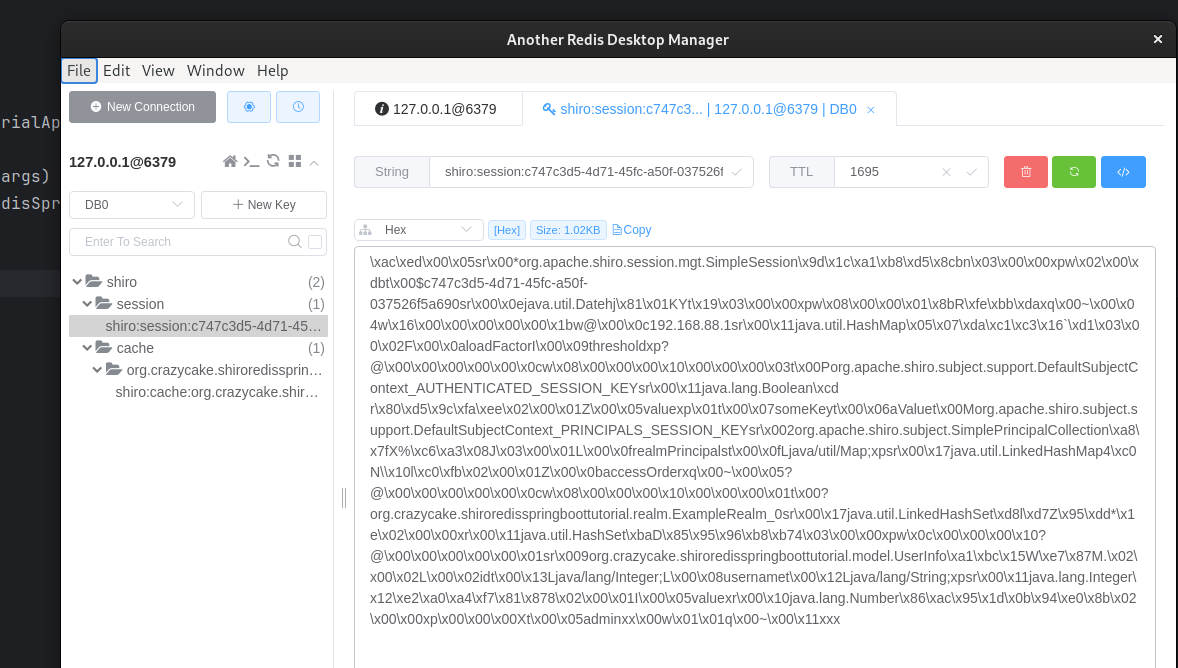 Another Redis Desktop Manager
File Edit View Window Help
rialAp
args)
disSpr
New Connection
127.0.0.1@6379
DB0
New Key
Enter To Search
shiro (2)
session (1)
shiro:session:c747c3d5-4d71-45...
cache (1)
org.crazycake.shiroredissprin...
shiro:cache:org.crazycake.shir...
127.0.0.1@6379
shiro:session:c747c3... | 127.0.0.1@6379 | DB0
String
shiro:session:c747c3d5-4d71-45fc-a50f-037526f
TTL
1695
Hex
[Hex]
Size: 1.02KB
Copy
\xac\xed\x00\x05sr\x00*org.apache.shiro.session.mgt.SimpleSession\x9d\x1c\xa1\xb8\xd5\x8cbn\x03\x00\x00xpw\x02\x00\x
dbt\x00$c747c3d5-4d71-45fc-a50f-
037526f5a690sr\x00\x0ejava.util.Datehj\x81\x01KYt\x19\x03\x00\x00xpw\x08\x00\x00\x01\x8bR\xfe\xbb\xdaxq\x00~\x00\x0
4w\x16\x00\x00\x00\x00\x00\x1bw@\x00\x0c192.168.88.1sr\x00\x11java.util.HashMap\x05\x07\xda\xc1\xc3\x16`\xd1\x03\x0
0\x02F\x00\x0aloadFactorI\x00\x09thresholdxp?
@\x00\x00\x00\x00\x00\x0cw\x08\x00\x00\x00\x10\x00\x00\x00\x03t\x00Porg.apache.shiro.subject.support.DefaultSubjectC
ontext_AUTHENTICATED_SESSION_KEYsr\x00\x11java.lang.Boolean\xcd
r\x80\xd5\x9c\xfa\xee\x02\x00\x01Z\x00\x05valuexp\x01t\x00\x07someKeyt\x00\x06aValuet\x00Morg.apache.shiro.subject.s
upport.DefaultSubjectContext_PRINCIPALS_SESSION_KEYsr\x002org.apache.shiro.subject.SimplePrincipalCollection\xa8\
x7fX%\xc6\xa3\x08J\x03\x00\x01L\x00\x0frealmPrincipalst\x00\x0fLjava/util/Map;xpsr\x00\x17java.util.LinkedHashMap4\xc0
N\\x10l\xc0\xfb\x02\x00\x01Z\x00\x0baccessOrderxq\x00~\x00\x05?
@\x00\x00\x00\x00\x00\x0cw\x08\x00\x00\x00\x10\x00\x00\x00\x01t\x00?
org.crazycake.shiroredisspringboottutorial.realm.ExampleRealm_0sr\x00\x17java.util.LinkedHashSet\xd8l\xd7Z\x95\xdd*\x1
e\x02\x00\x00xr\x00\x11java.util.HashSet\xbaD\x85\x95\x96\xb8\xb74\x03\x00\x00xpw\x0c\x00\x00\x00\x10?
@\x00\x00\x00\x00\x00\x01sr\x009org.crazycake.shiroredisspringboottutorial.model.UserInfo\xa1\xbc\x15W\xe7\x87M.\x02\
x00\x02L\x00\x02idt\x00\x13Ljava/lang/Integer;L\x00\x08usernamet\x00\x12Ljava/lang/String;xpsr\x00\x11java.lang.Integer\
x12\xe2\xa0\xa4\xf7\x81\x878\x02\x00\x01I\x00\x05valuexr\x00\x10java.lang.Number\x86\xac\x95\x1d\x0b\x94\xe0\x8b\x02
\x00\x00xp\x00\x00\x00Xt\x00\x05adminxx\x00w\x01\x01q\x00~\x00\x11xxx